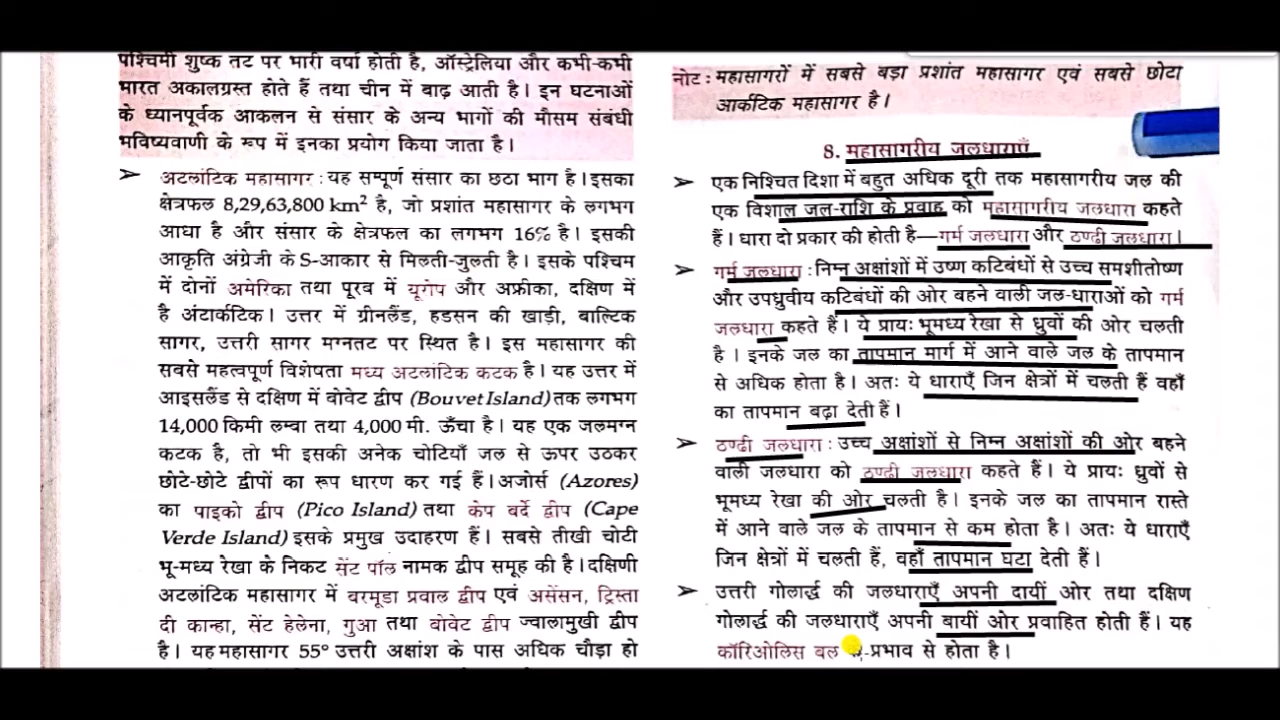 पश्चिमी शुष्क तट पर भारी वर्षा होती है, ऑस्ट्रेलिया और कभी-कभी
भारत अकालग्रस्त होते हैं तथा चीन में बाढ़ आती है। इन घटनाओं
के ध्यानपूर्वक आकलन से संसार के अन्य भागों की मौसम संबंधी
भविष्यवाणी के रूप में इनका प्रयोग किया जाता है।
➢ अटलांटिक महासागर : यह सम्पूर्ण संसार का छठा भाग है। इसका
क्षेत्रफल 8,29,63,800 km² है, जो प्रशांत महासागर के लगभग
आधा है और संसार के क्षेत्रफल का लगभग 16% है। इसकी
आकृति अंग्रेजी के S-आकार से मिलती-जुलती है। इसके पश्चिम
में दोनों अमेरिका तथा पूरब में यूरोप और अफ्रीका, दक्षिण में
है अंटार्कटिक। उत्तर में ग्रीनलैंड, हडसन की खाड़ी, बाल्टिक
सागर, उत्तरी सागर मग्नतट पर स्थित है। इस महासागर की
सबसे महत्वपूर्ण विशेषता मध्य अटलांटिक कटक है। यह उत्तर में
आइसलैंड से दक्षिण में बोवेट द्वीप (Bouvet Island) तक लगभग
14,000 किमी लम्बा तथा 4,000 मी. ऊँचा है। यह एक जलमग्न
कटक है, तो भी इसकी अनेक चोटियाँ जल से ऊपर उठकर
छोटे-छोटे द्वीपों का रूप धारण कर गई हैं। अजोर्स (Azores)
का पाइको द्वीप (Pico Island) तथा केप बर्दे द्वीप (Cape
Verde Island) इसके प्रमुख उदाहरण हैं। सबसे तीखी चोटी
भू-मध्य रेखा के निकट सेंट पॉल नामक द्वीप समूह की है। दक्षिणी
अटलांटिक महासागर में बरमूडा प्रवाल द्वीप एवं असेंसन, ट्रिस्ता
दी कान्हा, सेंट हेलेना, गुआ तथा बोवेट द्वीप ज्वालामुखी द्वीप
है। यह महासागर 55° उत्तरी अक्षांश के पास अधिक चौड़ा हो
नोट : महासागरों में सबसे बड़ा प्रशांत महासागर एवं सबसे छोटा
आर्कटिक महासागर है।
8. महासागरीय जलधाराएँ
➢ एक निश्चित दिशा में बहुत अधिक दूरी तक महासागरीय जल की
एक विशाल जल-राशि के प्रवाह को महासागरीय जलधारा कहते
हैं। धारा दो प्रकार की होती है—गर्म जलधारा और ठण्ढी जलधारा।
➢ गर्म जलधारा : निम्न अक्षांशों में उष्ण कटिबंधों से उच्च समशीतोष्ण
और उपध्रुवीय कटिबंधों की ओर बहने वाली जल-धाराओं को गर्म
जलधारा कहते हैं। ये प्रायः भूमध्य रेखा से ध्रुवों की ओर चलती
है। इनके जल का तापमान मार्ग में आने वाले जल के तापमान
से अधिक होता है। अतः ये धाराएँ जिन क्षेत्रों में चलती हैं वहाँ
का तापमान बढ़ा देती हैं।
➢ ठण्ढी जलधारा : उच्च अक्षांशों से निम्न अक्षांशों की ओर बहने
वाली जलधारा को ठण्ढी जलधारा कहते हैं। ये प्रायः ध्रुवों से
भूमध्य रेखा की ओर चलती है। इनके जल का तापमान रास्ते
में आने वाले जल के तापमान से कम होता है। अतः ये धाराएँ
जिन क्षेत्रों में चलती हैं, वहाँ तापमान घटा देती हैं।
➢ उत्तरी गोलार्द्ध की जलधाराएँ अपनी दायीं ओर तथा दक्षिण
गोलार्द्ध की जलधाराएँ अपनी बायीं ओर प्रवाहित होती हैं। यह
कॉरिओलिस बल प्रभाव से होता है।